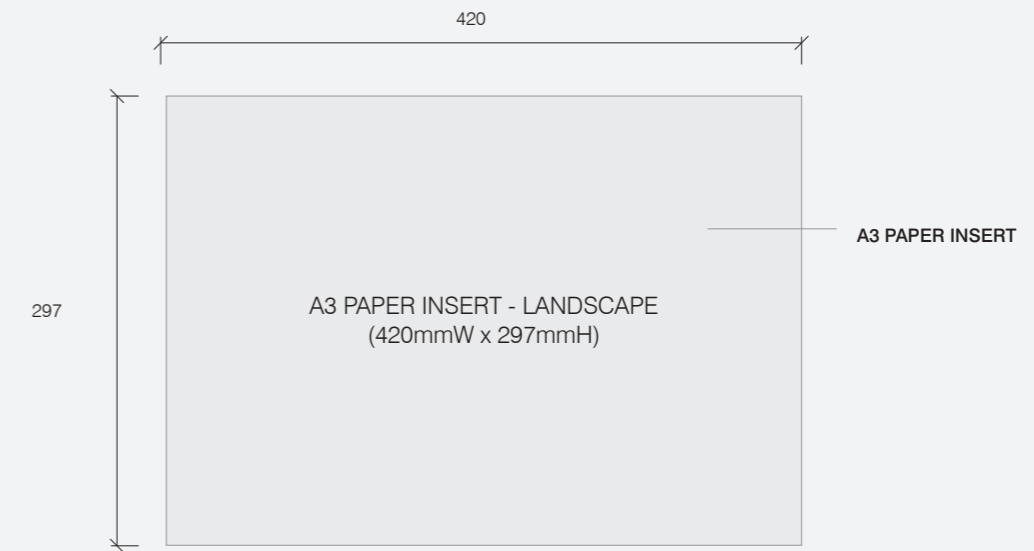 420
A3 PAPER INSERT
297
A3 PAPER INSERT - LANDSCAPE
(420mmW x 297mmH)